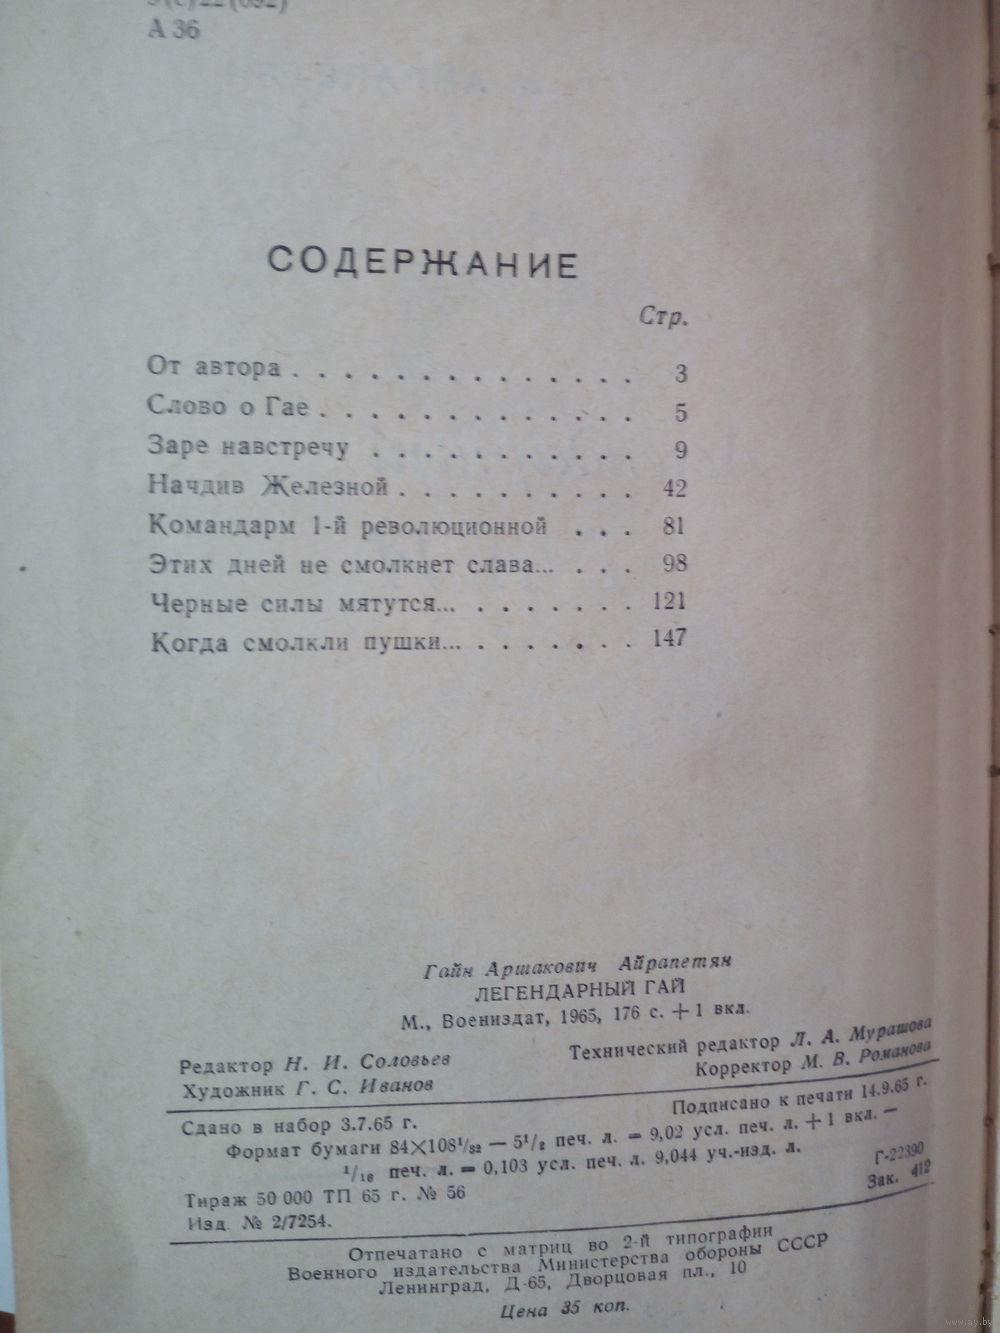 А 36
СОДЕРЖАНИЕ
Стр.
От автора . . . . . . . . . . . . . . 3
Слово о Гае . . . . . . . . . . . . . 5
Заре навстречу . . . . . . . . . . . 9
Начдив Железной . . . . . . . . . . 42
Командарм 1-й революционной . . . 81
Этих дней не смолкнет слава... . . . 98
Черные силы мятутся... . . . . . . . 121
Когда смолкли пушки... . . . . . . . 147
Гайн Аршакович Айрапетян
ЛЕГЕНДАРНЫЙ ГАЙ
М., Воениздат, 1965, 176 с. + 1 вкл.
Редактор Н. И. Соловьев
Технический редактор Л. А. Мурашова
Художник Г. С. Иванов
Корректор М. В. Романова
Сдано в набор 3.7.65 г.
Подписано к печати 14.9.65 г.
Формат бумаги 84×108¹/₃₂ — 5¹/₂ печ. л. = 9,02 усл. печ. л. + 1 вкл. —
¹/₁₆ печ. л. = 0,103 усл. печ. л. 9,044 уч.-изд. л.
Г-22390
Тираж 50 000 ТП 65 г. № 56
Зак. 412
Изд. № 2/7254.
Отпечатано с матриц во 2-й типографии
Военного издательства Министерства обороны СССР
Ленинград, Д-65, Дворцовая пл., 10
Цена 35 коп.
www.ay.by